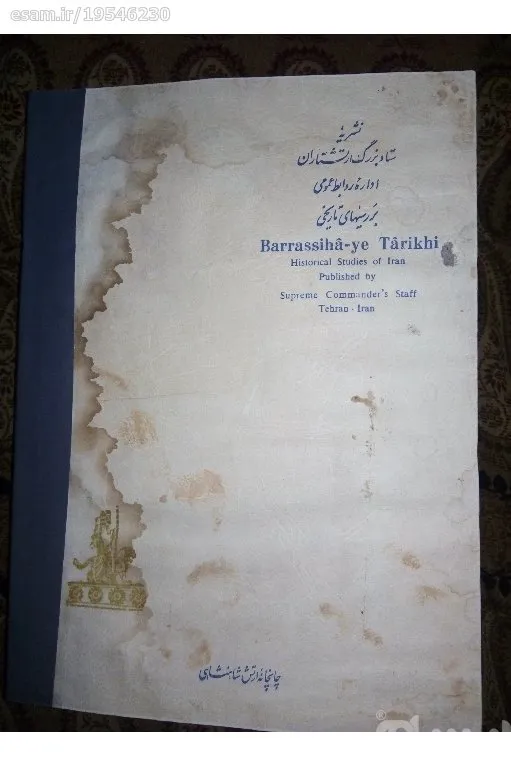 esam.ir/19546230
نشریهٔ
ستاد بزرگ ارتشتاران
ادارهٔ روابط عمومی
بررسیهای تاریخی
Barrassihâ-ye Târikhi
Historical Studies of Iran
Published by
Supreme Commander's Staff
Tehran - Iran
چاپخانه ارتش شاهنشاهی